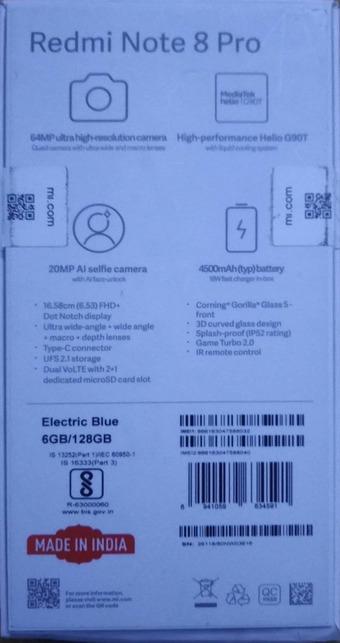 Redmi Note 8 Pro
MediaTek
helio G90T
64MP ultra high-resolution camera
Quad camera with ultra wide and macro lenses
High-performance Helio G90T
with liquid cooling system
mi.com
mi.com
20MP AI selfie camera
with AI face unlock
4500mAh (typ) battery
18W fast charger in-box
· 16.58cm (6.53) FHD+
Dot Notch display
· Ultra wide-angle + wide angle
+ macro + depth lenses
· Type-C connector
· UFS 2.1 storage
· Dual VoLTE with 2+1
dedicated microSD card slot
· Corning® Gorilla® Glass 5 -
front
· 3D curved glass design
· Splash-proof (IP52 rating)
· Game Turbo 2.0
· IR remote control
Electric Blue
6GB/128GB
IS 13252(Part 1)/IEC 60950-1
IS 16333(Part 3)
R-63000060
www.bis.gov.in
MADE IN INDIA
For more information,
please visit www.mi.com
or scan the QR code
6 941059 634591
QC
PASS